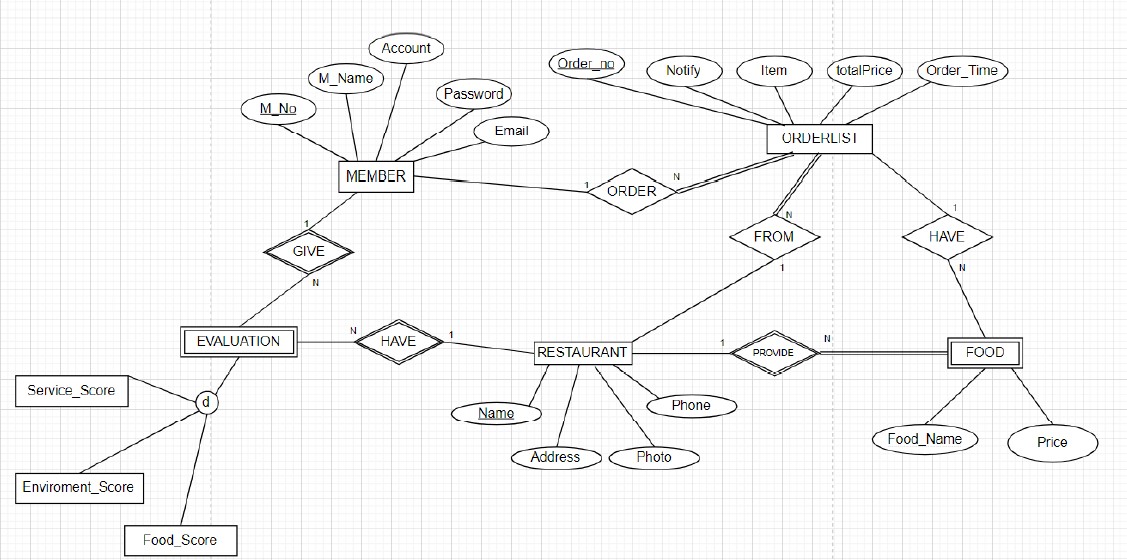 Account
Order_no
Notify
Item
totalPrice
Order_Time
M_Name
M_No
Password
Email
ORDERLIST
MEMBER
1
ORDER
N
N
1
1
GIVE
N
FROM
1
HAVE
N
EVALUATION
N
HAVE
1
RESTAURANT
1
PROVIDE
N
FOOD
Service_Score
d
Name
Phone
Address
Photo
Food_Name
Price
Enviroment_Score
Food_Score